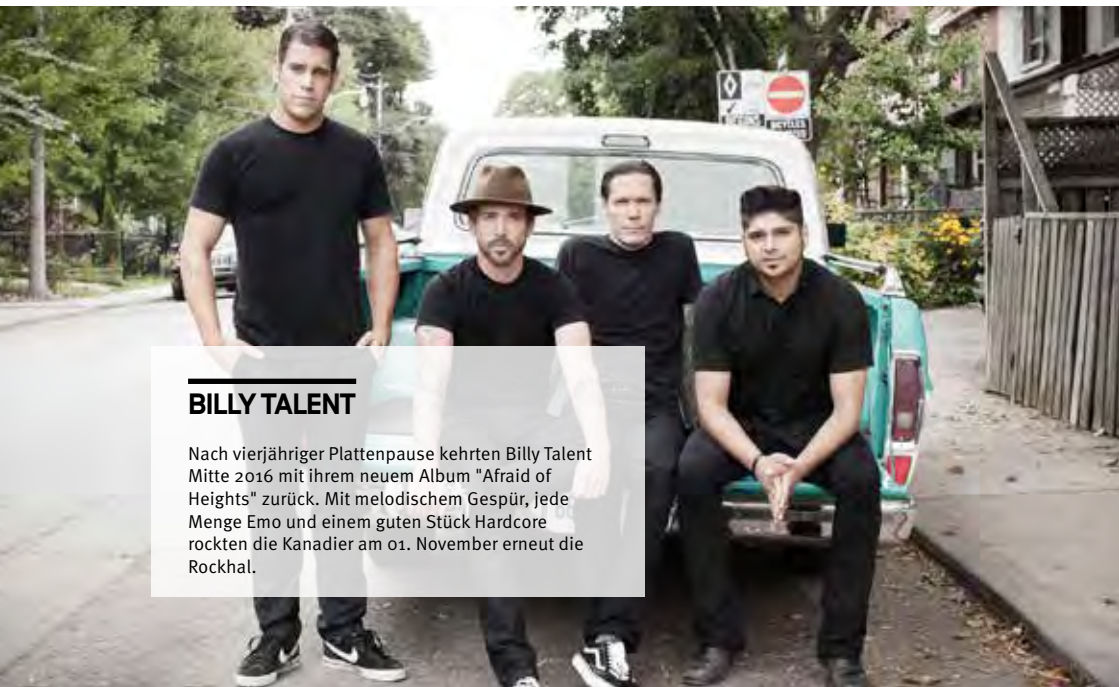 BEGINS
BICYCLES
BILLY TALENT
Nach vierjähriger Plattenpause kehrten Billy Talent
Mitte 2016 mit ihrem neuem Album "Afraid of
Heights" zurück. Mit melodischem Gespür, jede
Menge Emo und einem guten Stück Hardcore
rockten die Kanadier am 01. November erneut die
Rockhal.